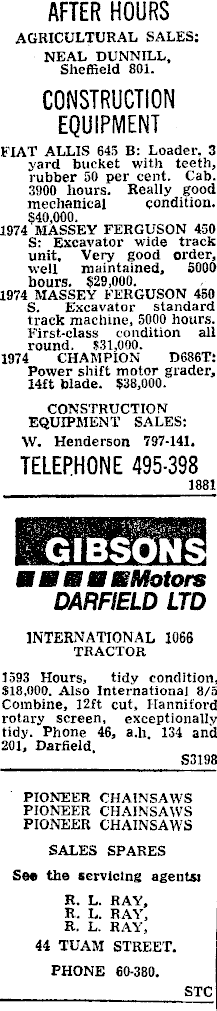 AFTER HOURS
AGRICULTURAL SALES:
NEAL DUNNILL,
Sheffield 801.
CONSTRUCTION
EQUIPMENT
FIAT ALLIS 645 B: Loader. 3
yard bucket with teeth,
rubber 50 per cent. Cab.
3900 hours. Really good
mechanical condition.
$40,000.
1974 MASSEY FERGUSON 450
S: Excavator wide track
unit. Very good order,
well maintained, 5000
hours. $29,000.
1974 MASSEY FERGUSON 450
S. Excavator standard
track machine, 5000 hours.
First-class condition all
round. $31,000.
1974 CHAMPION D686T:
Power shift motor grader,
14ft blade. $38,000.
CONSTRUCTION
EQUIPMENT SALES:
W. Henderson 797-141.
TELEPHONE 495-398
1881
GIBSONS
Motors
DARFIELD LTD
INTERNATIONAL 1066
TRACTOR
1593 Hours, tidy condition,
$18,000. Also International 8/5
Combine, 12ft cut, Hanniford
rotary screen, exceptionally
tidy. Phone 46, a.h. 134 and
201, Darfield.
S3198
PIONEER CHAINSAWS
PIONEER CHAINSAWS
PIONEER CHAINSAWS
SALES SPARES
See the servicing agents:
R. L. RAY,
R. L. RAY,
R. L. RAY,
44 TUAM STREET.
PHONE 60-380.
STC